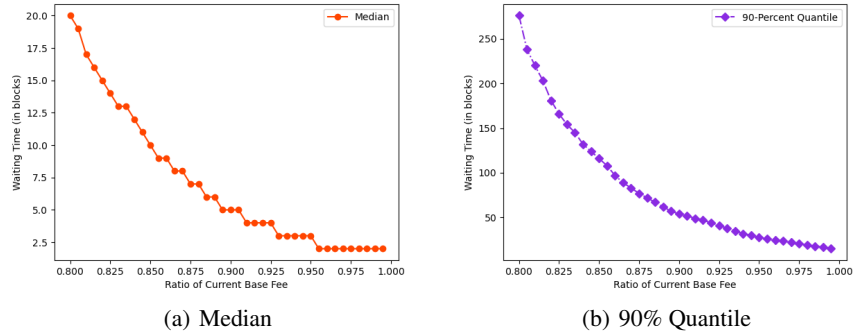 Median
20.0
17.5
15.0
12.5
10.0
7.5
5.0
2.5
Waiting Time (in blocks)
0.800 0.825 0.850 0.875 0.900 0.925 0.950 0.975 1.000
Ratio of Current Base Fee
(a) Median
90-Percent Quantile
250
200
150
100
50
Waiting Time (in blocks)
0.800 0.825 0.850 0.875 0.900 0.925 0.950 0.975 1.000
Ratio of Current Base Fee
(b) 90% Quantile